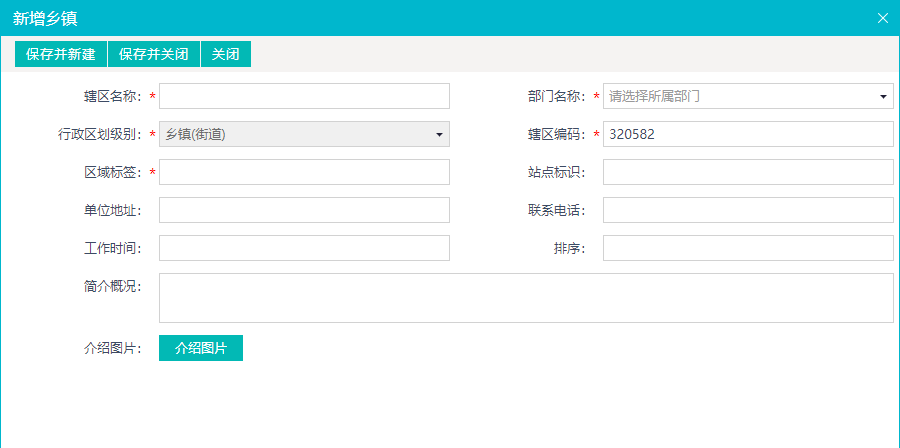 新增乡镇
保存并新建 保存并关闭 关闭
辖区名称： * 部门名称： * 请选择所属部门
行政区划级别： * 乡镇(街道) 辖区编码： * 320582
区域标签： * 站点标识：
单位地址： 联系电话：
工作时间： 排序：
简介概况：
介绍图片： 介绍图片